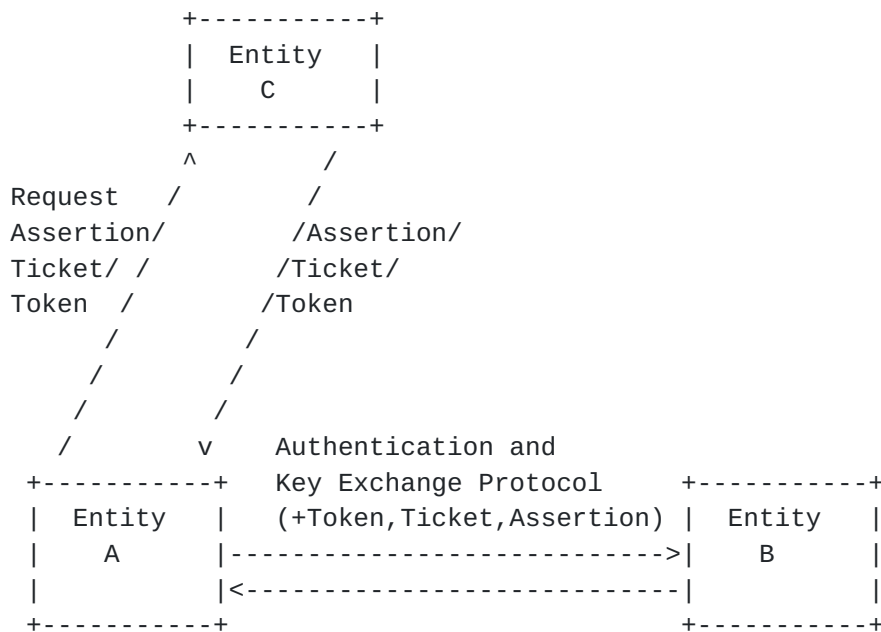 Entity
C
Request
Assertion/ /Assertion/
Ticket/ /Ticket/
Token /Token
Authentication and
Key Exchange Protocol
Entity (+Token,Ticket,Assertion) Entity
A B